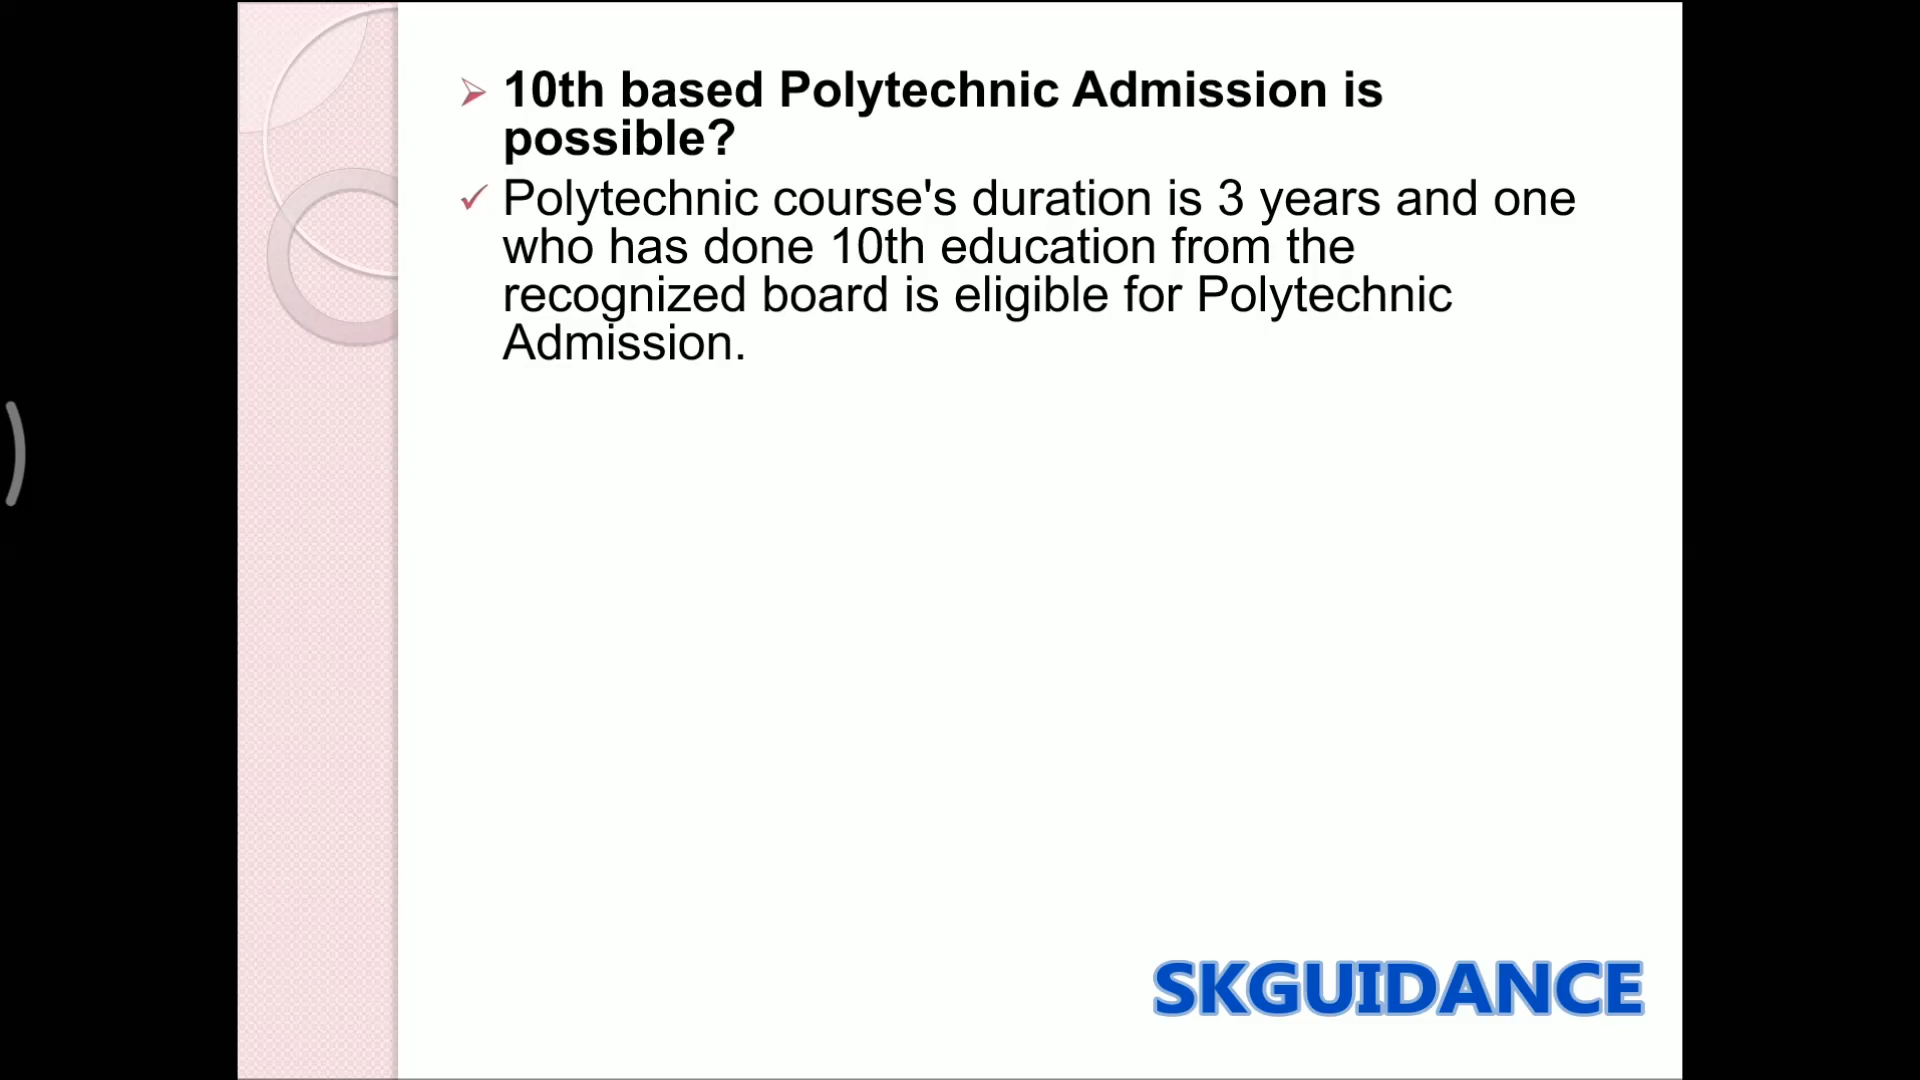 10th based Polytechnic Admission is
possible?
Polytechnic course's duration is 3 years and one
who has done 10th education from the
recognized board is eligible for Polytechnic
Admission.
SKGUIDANCE